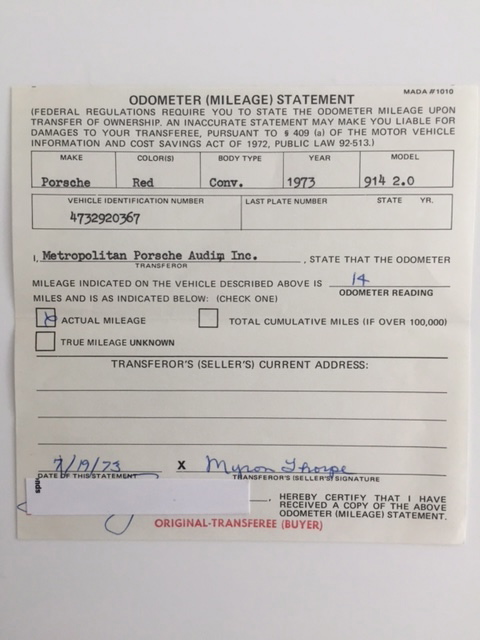 MADA #1010
ODOMETER (MILEAGE) STATEMENT
(FEDERAL REGULATIONS REQUIRE YOU TO STATE THE ODOMETER MILEAGE UPON
TRANSFER OF OWNERSHIP. AN INACCURATE STATEMENT MAY MAKE YOU LIABLE FOR
DAMAGES TO YOUR TRANSFEREE, PURSUANT TO § 409 (a) OF THE MOTOR VEHICLE
INFORMATION AND COST SAVINGS ACT OF 1972, PUBLIC LAW 92-513.)
MAKE COLOR(S) BODY TYPE YEAR MODEL
Porsche Red Conv. 1973 914 2.0
VEHICLE IDENTIFICATION NUMBER LAST PLATE NUMBER STATE YR.
4732920367
I, Metropolitan Porsche Audim Inc. , STATE THAT THE ODOMETER
TRANSFEROR
MILEAGE INDICATED ON THE VEHICLE DESCRIBED ABOVE IS 14
ODOMETER READING
MILES AND IS AS INDICATED BELOW: (CHECK ONE)
ACTUAL MILEAGE TOTAL CUMULATIVE MILES (IF OVER 100,000)
TRUE MILEAGE UNKNOWN
TRANSFEROR'S (SELLER'S) CURRENT ADDRESS:
7/19/73 X Myron Thorpe
DATE OF THIS STATEMENT TRANSFEROR'S (SELLER'S) SIGNATURE
, HEREBY CERTIFY THAT I HAVE
RECEIVED A COPY OF THE ABOVE
ODOMETER (MILEAGE) STATEMENT.
ORIGINAL-TRANSFEREE (BUYER)